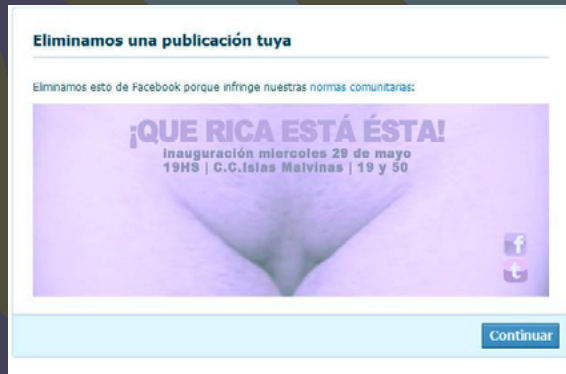 Eliminamos una publicación tuya
Eliminamos esto de Facebook porque infringe nuestras normas comunitarias:
¡QUE RICA ESTÁ ÉSTA!
Inauguración miercoles 29 de mayo
19HS | C.C.Islas Malvinas | 19 y 50
f
t
Continuar